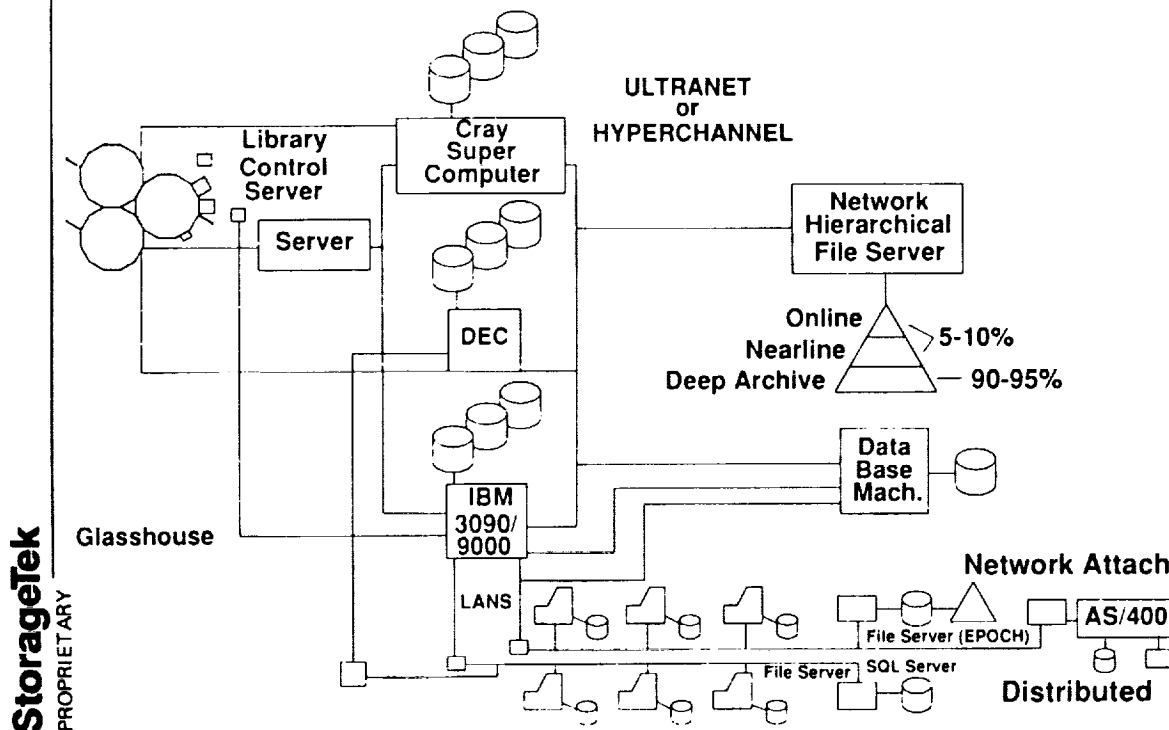 StorageTek
PROPRIETARY
ULTRANET
or
HYPERCHANNEL
Cray
Super
Computer
Library
Control
Server
Server
Network
Hierarchical
File Server
DEC
Online
Nearline
Deep Archive
5-10%
90-95%
Data
Base
Mach.
IBM
3090/
9000
Glasshouse
LANS
Network Attach
AS/400
File Server (EPOCH)
File Server
SQL Server
Distributed